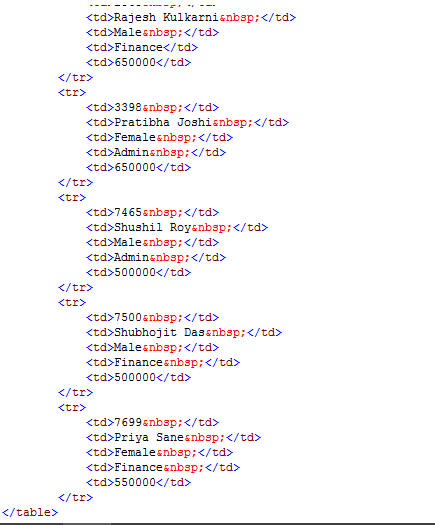 <td>Rajesh Kulkarni&nbsp;</td>
<td>Male&nbsp;</td>
<td>Finance</td>
<td>650000</td>
</tr>
<tr>
<td>3398&nbsp;</td>
<td>Pratibha Joshi&nbsp;</td>
<td>Female&nbsp;</td>
<td>Admin&nbsp;</td>
<td>650000</td>
</tr>
<tr>
<td>7465&nbsp;</td>
<td>Shushil Roy&nbsp;</td>
<td>Male&nbsp;</td>
<td>Admin&nbsp;</td>
<td>500000</td>
</tr>
<tr>
<td>7500&nbsp;</td>
<td>Shubhojit Das&nbsp;</td>
<td>Male&nbsp;</td>
<td>Finance&nbsp;</td>
<td>500000</td>
</tr>
<tr>
<td>7699&nbsp;</td>
<td>Priya Sane&nbsp;</td>
<td>Female&nbsp;</td>
<td>Finance&nbsp;</td>
<td>550000</td>
</tr>
</table>